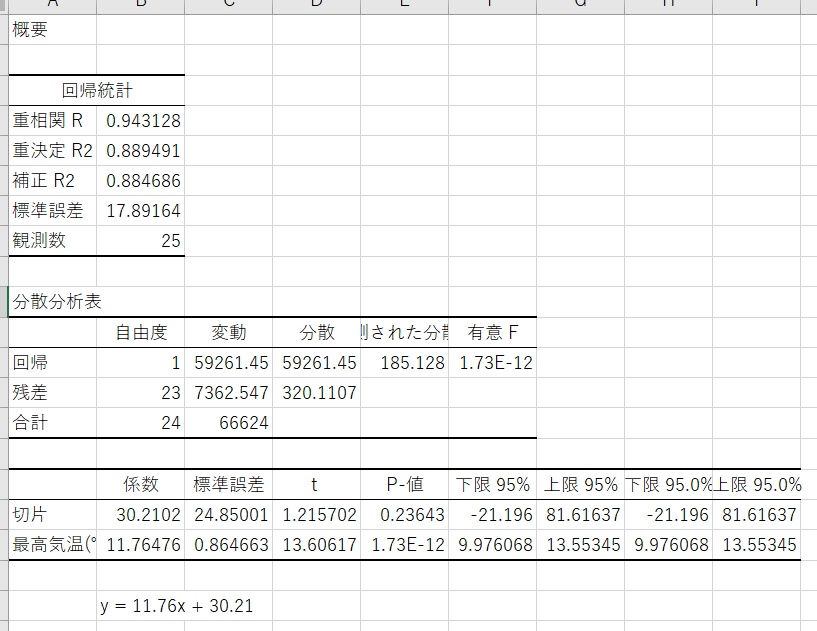 概要
回帰統計
重相関 R 0.943128
重決定 R2 0.889491
補正 R2 0.884686
標準誤差 17.89164
観測数 25
分散分析表
自由度 変動 分散 された分 有意 F
回帰 1 59261.45 59261.45 185.128 1.73E-12
残差 23 7362.547 320.1107
合計 24 66624
係数 標準誤差 t P-値 下限 95% 上限 95% 下限 95.0% 上限 95.0%
切片 30.2102 24.85001 1.215702 0.23643 -21.196 81.61637 -21.196 81.61637
最高気温(° 11.76476 0.864663 13.60617 1.73E-12 9.976068 13.55345 9.976068 13.55345
y = 11.76x + 30.21